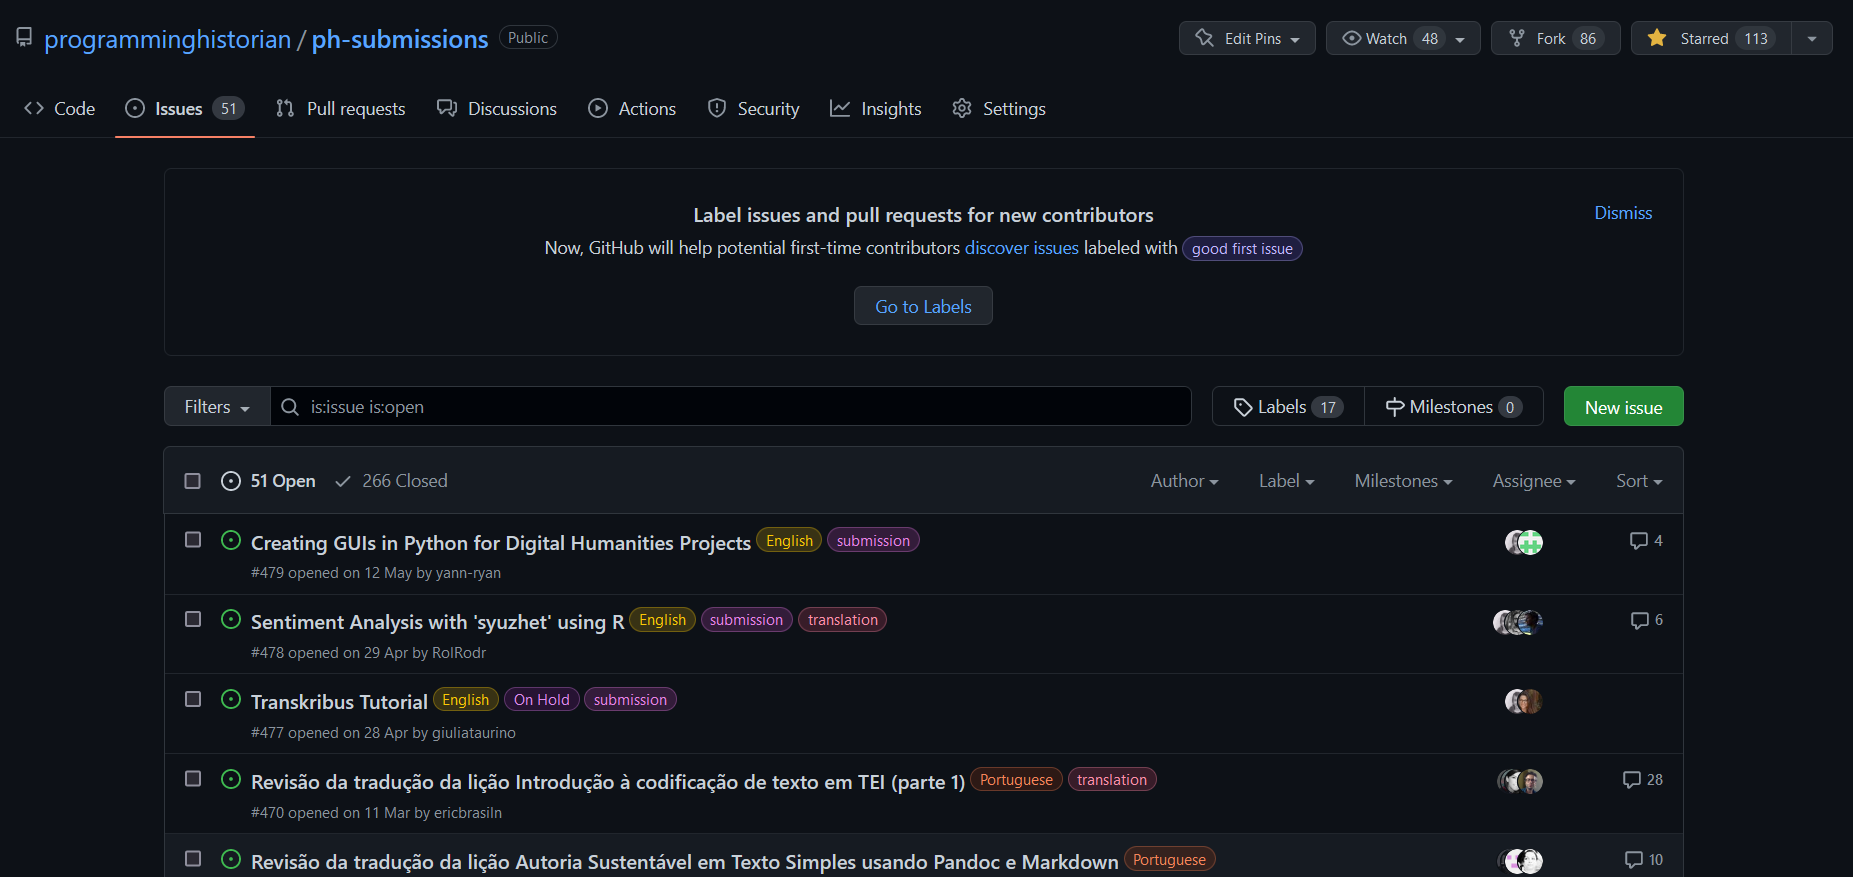 programminghistorian / ph-submissions Public
Edit Pins Watch 48 Fork 86 Starred 113
Code Issues 51 Pull requests Discussions Actions Security Insights Settings
Label issues and pull requests for new contributors
Dismiss
Now, GitHub will help potential first-time contributors discover issues labeled with good first issue
Go to Labels
Filters is:issue is:open Labels 17 Milestones 0 New issue
51 Open 266 Closed Author Label Milestones Assignee Sort
Creating GUIs in Python for Digital Humanities Projects English submission 4
#479 opened on 12 May by yann-ryan
Sentiment Analysis with 'syuzhet' using R English submission translation 6
#478 opened on 29 Apr by RolRodr
Transkribus Tutorial English On Hold submission
#477 opened on 28 Apr by giuliataurino
Revisão da tradução da lição Introdução à codificação de texto em TEI (parte 1) Portuguese translation 28
#470 opened on 11 Mar by ericbrasiln
Revisão da tradução da lição Autoria Sustentável em Texto Simples usando Pandoc e Markdown Portuguese 10